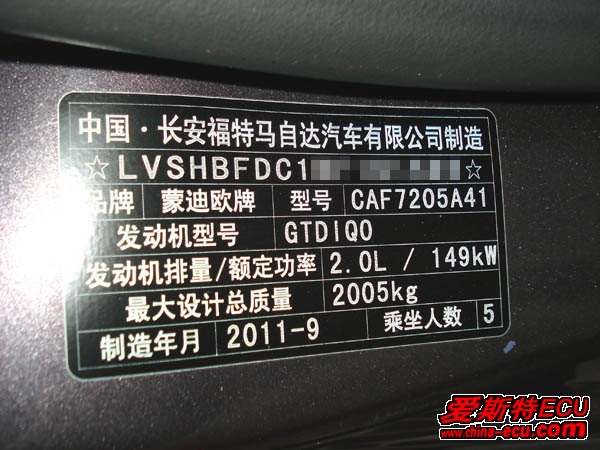 中国·长安福特马自达汽车有限公司制造
☆LVSHBFDC1 ☆
品牌 蒙迪欧牌 型号 CAF7205A41
发动机型号 GTDIQ0
发动机排量/额定功率 2.0L / 149kW
最大设计总质量 2005kg
制造年月 2011-9 乘坐人数 5
爱斯特ECU
www.china-ecu.com